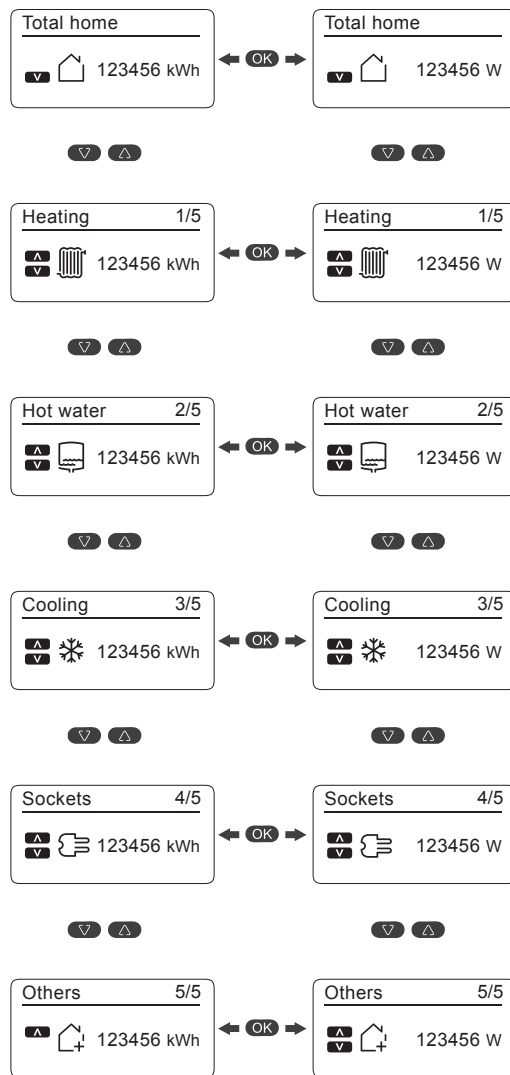 Total home
123456 kWh
OK
Total home
123456 W
Heating 1/5
123456 kWh
OK
Heating 1/5
123456 W
Hot water 2/5
123456 kWh
OK
Hot water 2/5
123456 W
Cooling 3/5
123456 kWh
OK
Cooling 3/5
123456 W
Sockets 4/5
123456 kWh
OK
Sockets 4/5
123456 W
Others 5/5
123456 kWh
OK
Others 5/5
123456 W